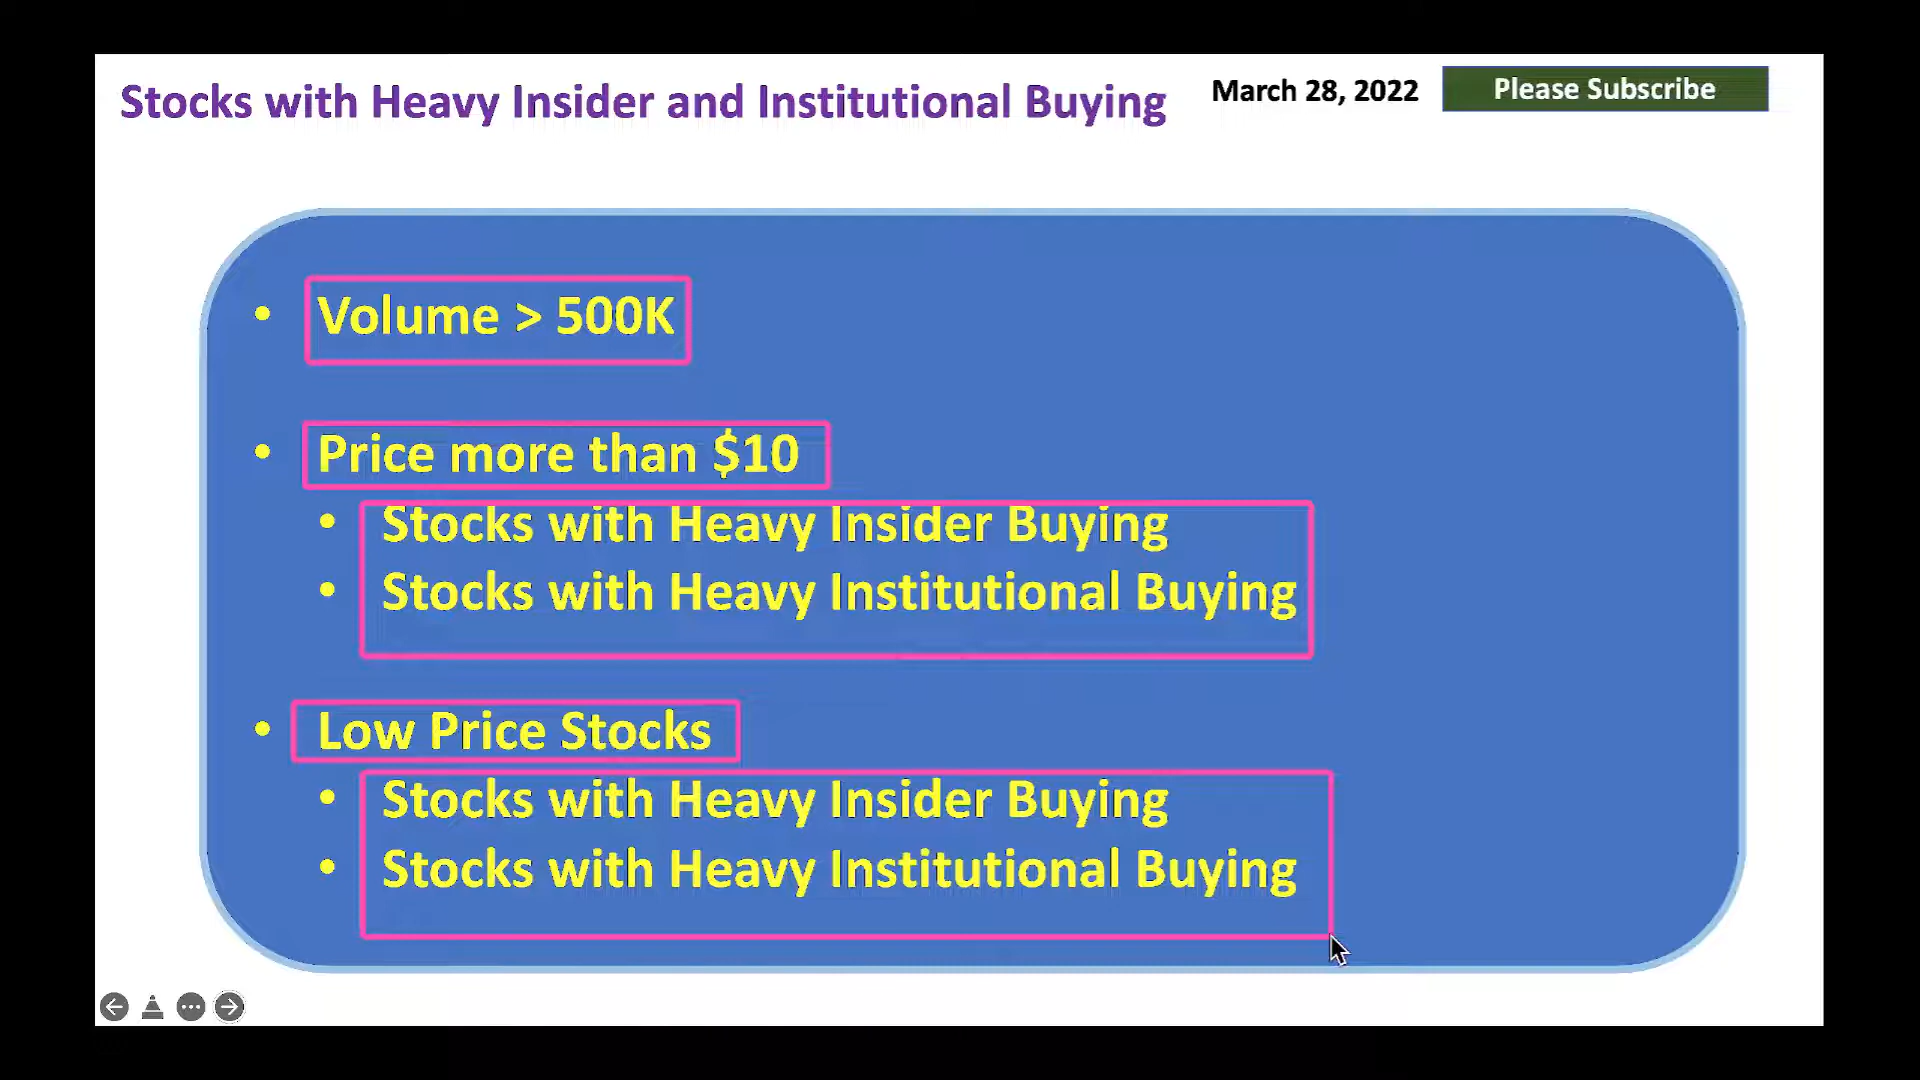 Stocks with Heavy Insider and Institutional Buying
March 28, 2022
Please Subscribe
• Volume > 500K
• Price more than $10
• Stocks with Heavy Insider Buying
• Stocks with Heavy Institutional Buying
• Low Price Stocks
• Stocks with Heavy Insider Buying
• Stocks with Heavy Institutional Buying